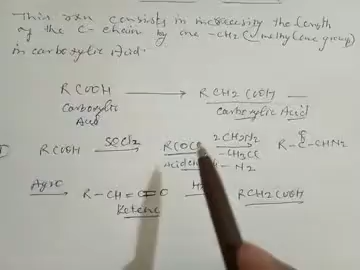 This rxn consists in increasing the length
of the C-chain by one -CH2 (methylene group)
in carboxylic Acid.
RCOOH → RCH2COOH
Carboxylic Acid carboxylic Acid
RCOOH SOCl2 → RCOCl 2CH2N2 → R-C-CHN2
O
-CH3Cl
-N2
Ag2O → R-CH=C=O → RCH2COOH
Ketene